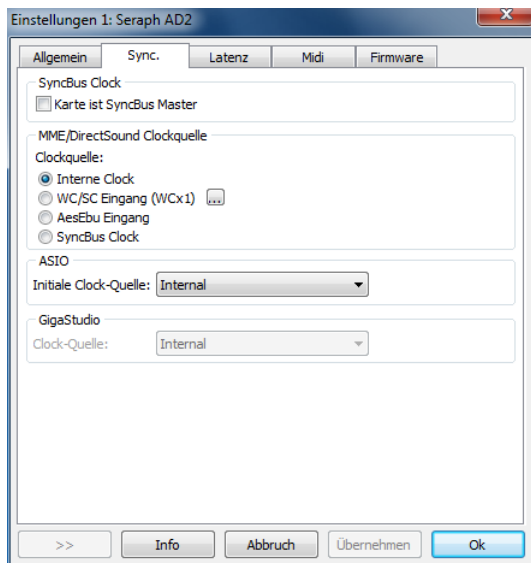 Einstellungen 1: Seraph AD2
Allgemein Sync. Latenz Midi Firmware
SyncBus Clock
Karte ist SyncBus Master
MME/DirectSound Clockquelle
Clockquelle:
Interne Clock
WC/SC Eingang (WCx1) ...
AesEbu Eingang
SyncBus Clock
ASIO
Initiale Clock-Quelle: Internal
GigaStudio
Clock-Quelle: Internal
>> Info Abbruch Übernehmen Ok